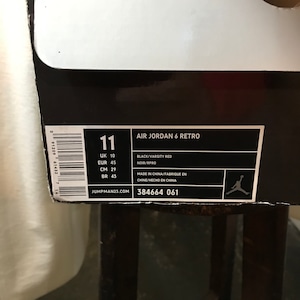 11
UK 10
EUR 45
CM 29
BR 43
JUMPMAN23.COM
AIR JORDAN 6 RETRO
BLACK/VARSITY RED
NOIR/
MADE IN CHINA/FABRIQUE EN
CHINE/HECHO EN CHINA
384664 061